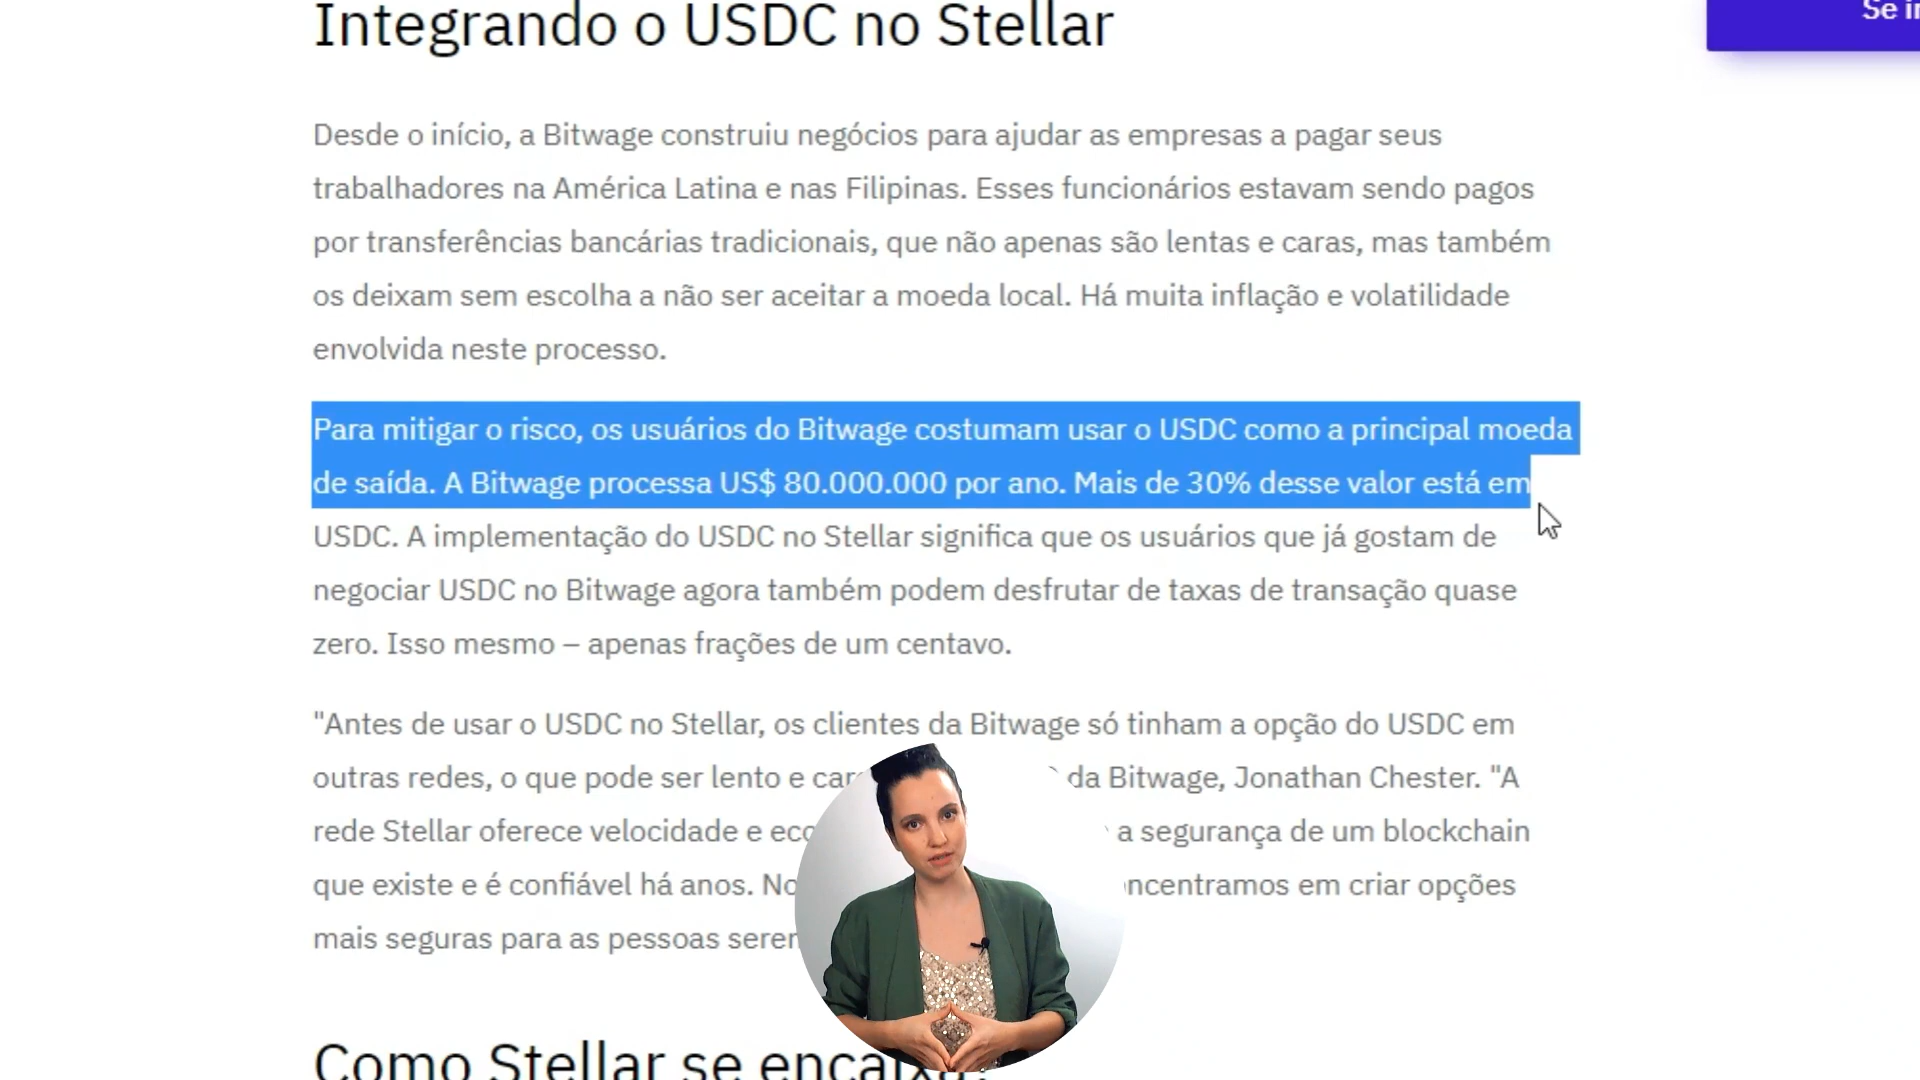 Integrando o USDC no Stellar
Desde o início, a Bitwage construiu negócios para ajudar as empresas a pagar seus
trabalhadores na América Latina e nas Filipinas. Esses funcionários estavam sendo pagos
por transferências bancárias tradicionais, que não apenas são lentas e caras, mas também
os deixam sem escolha a não ser aceitar a moeda local. Há muita inflação e volatilidade
envolvida neste processo.
Para mitigar o risco, os usuários do Bitwage costumam usar o USDC como a principal moeda
de saída. A Bitwage processa US$ 80.000.000 por ano. Mais de 30% desse valor está em
USDC. A implementação do USDC no Stellar significa que os usuários que já gostam de
negociar USDC no Bitwage agora também podem desfrutar de taxas de transação quase
zero. Isso mesmo – apenas frações de um centavo.
"Antes de usar o USDC no Stellar, os clientes da Bitwage só tinham a opção do USDC em
outras redes, o que pode ser lento e da Bitwage, Jonathan Chester. "A
rede Stellar oferece velocidade e a segurança de um blockchain
que existe e é confiável há anos. em criar opções
mais seguras para as pessoas
Como Stellar se encaixa?
Se